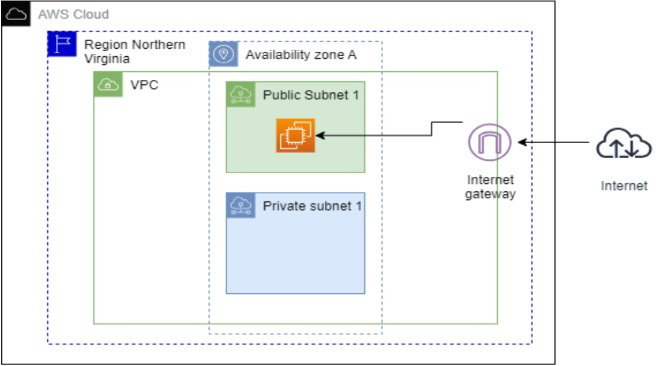 AWS Cloud
Region Northern
Virginia
Availability zone A
VPC
Public Subnet 1
Internet
gateway
Internet
Private subnet 1